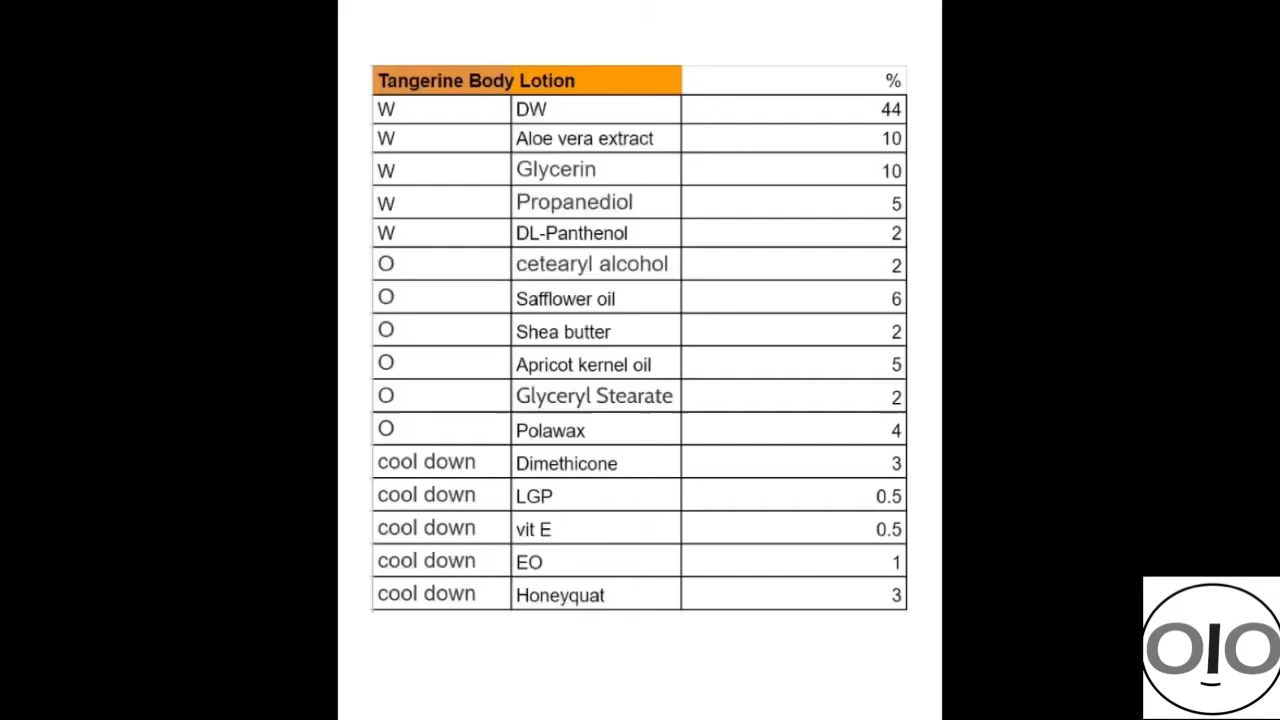 Tangerine Body Lotion %
W DW 44
W Aloe vera extract 10
W Glycerin 10
W Propanediol 5
W DL-Panthenol 2
O cetearyl alcohol 2
O Safflower oil 6
O Shea butter 2
O Apricot kernel oil 5
O Glyceryl Stearate 2
O Polawax 4
cool down Dimethicone 3
cool down LGP 0.5
cool down vit E 0.5
cool down EO 1
cool down Honeyquat 3
OIO